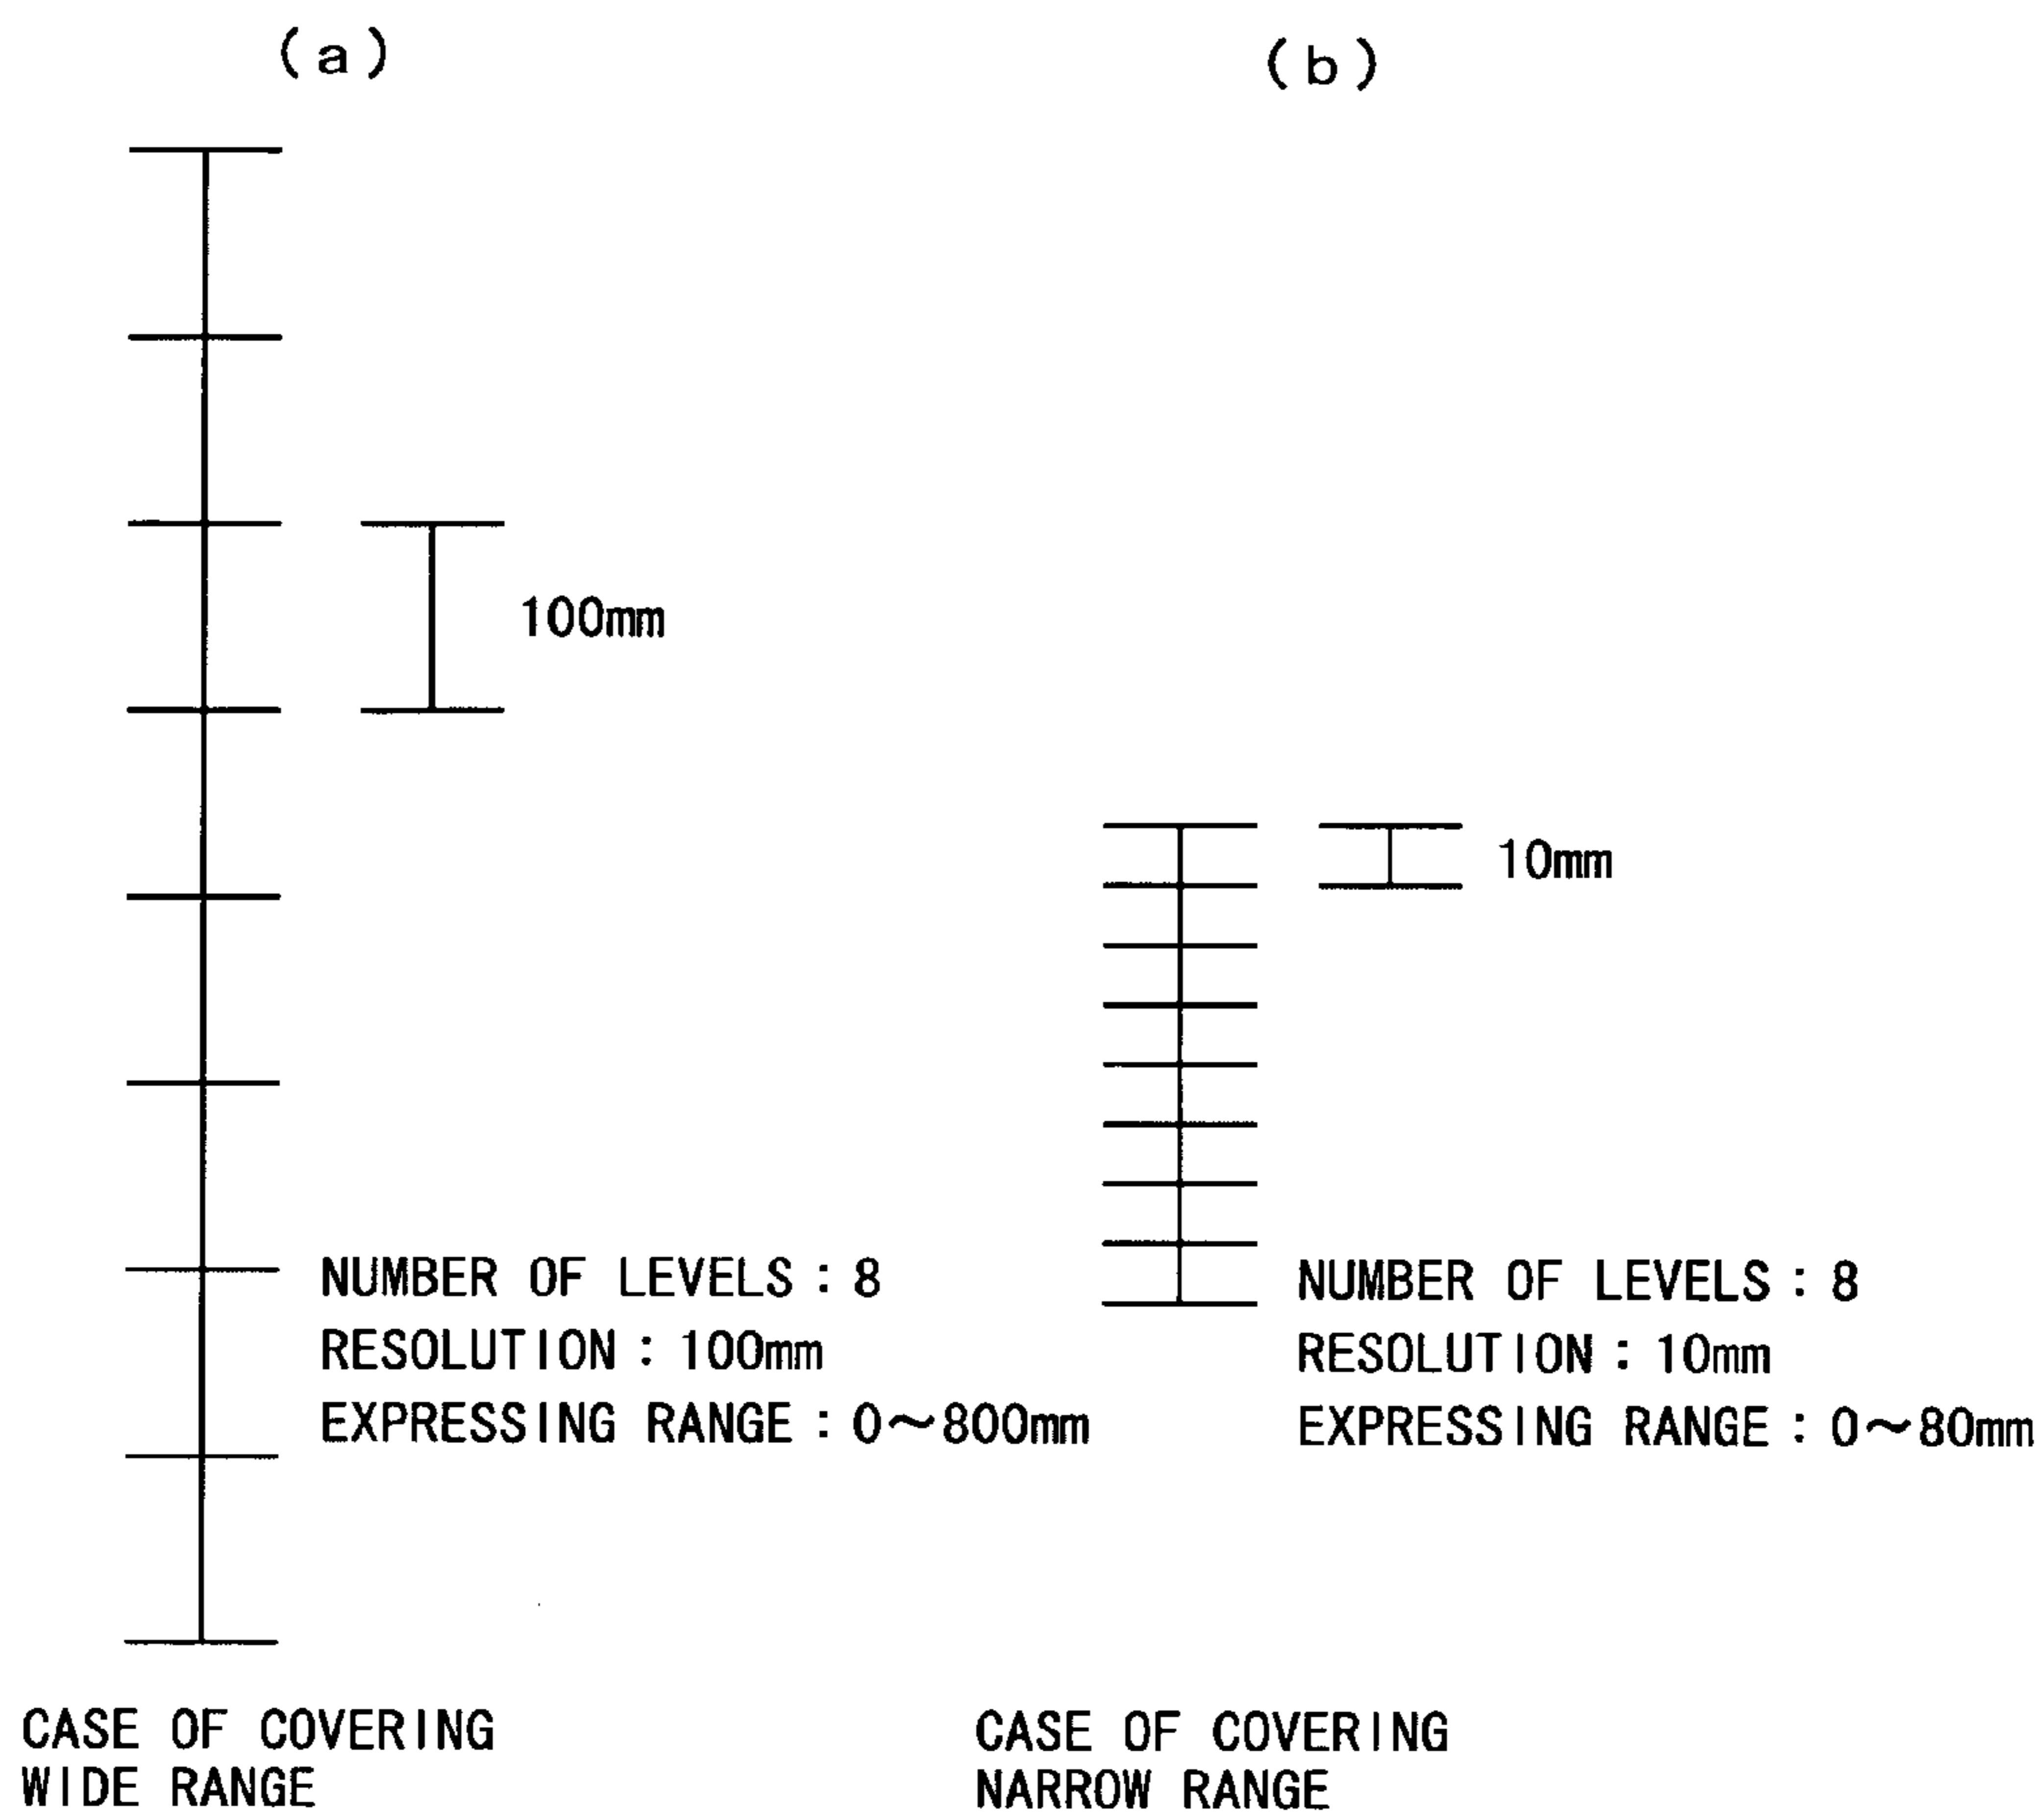 (a)
100mm
NUMBER OF LEVELS : 8
RESOLUTION : 100mm
EXPRESSING RANGE : 0～800mm
CASE OF COVERING
WIDE RANGE
(b)
10mm
NUMBER OF LEVELS : 8
RESOLUTION : 10mm
EXPRESSING RANGE : 0～80mm
CASE OF COVERING
NARROW RANGE